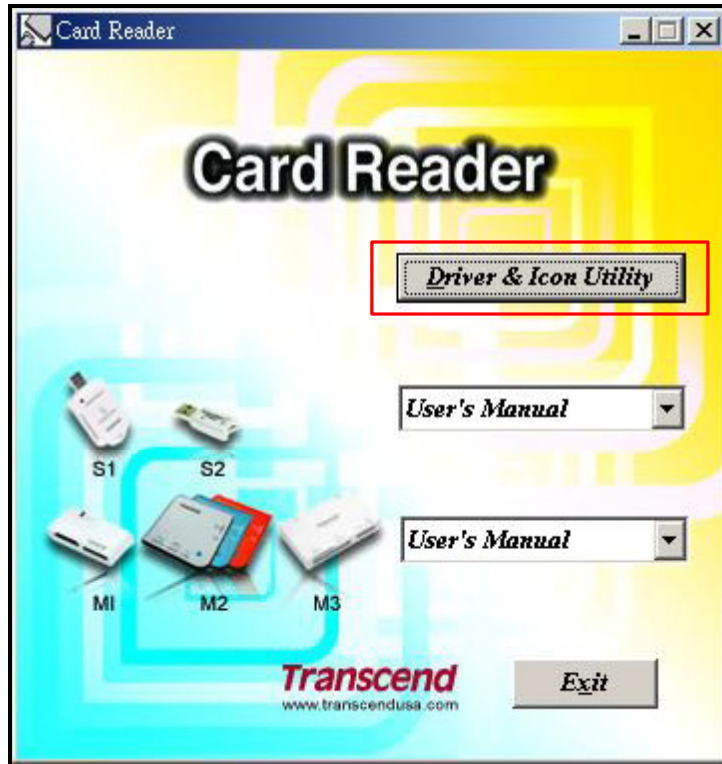 Card Reader
Card Reader
Driver & Icon Utility
User's Manual
S1 S2
User's Manual
M1 M2 M3
Transcend
www.transcendusa.com
Exit